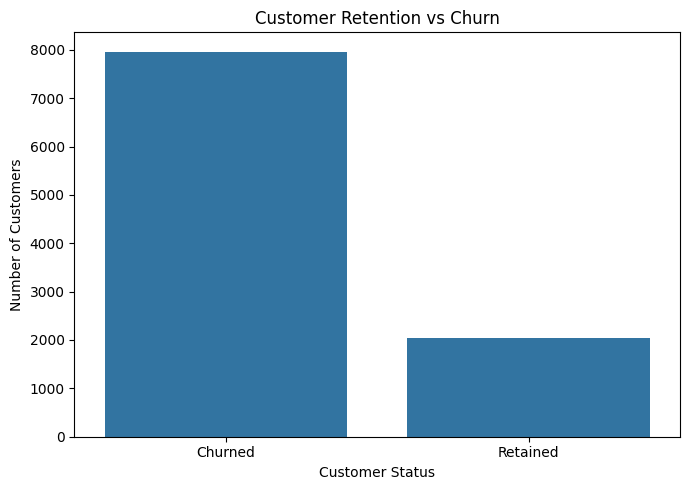 Customer Retention vs Churn
Number of Customers
8000
7000
6000
5000
4000
3000
2000
1000
0
Churned Retained
Customer Status